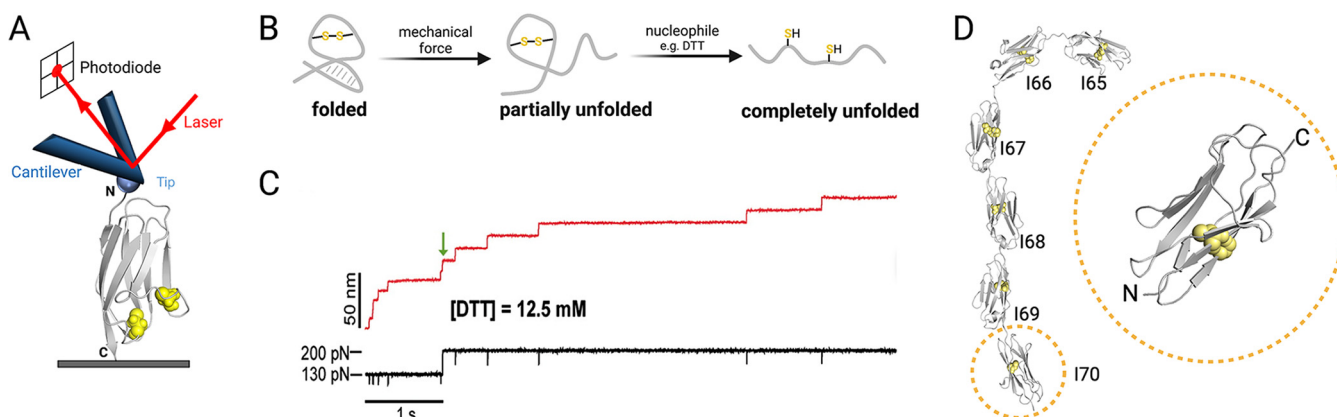 A
Photodiode
Laser
Cantilever
Tip
N
C
B
S-S
folded
mechanical
force
S-S
partially unfolded
nucleophile
e.g. DTT
SH
SH
completely unfolded
C
50 nm
[DTT] = 12.5 mM
200 pN
130 pN
1 s
D
I66
I65
I67
I68
I69
I70
C
N